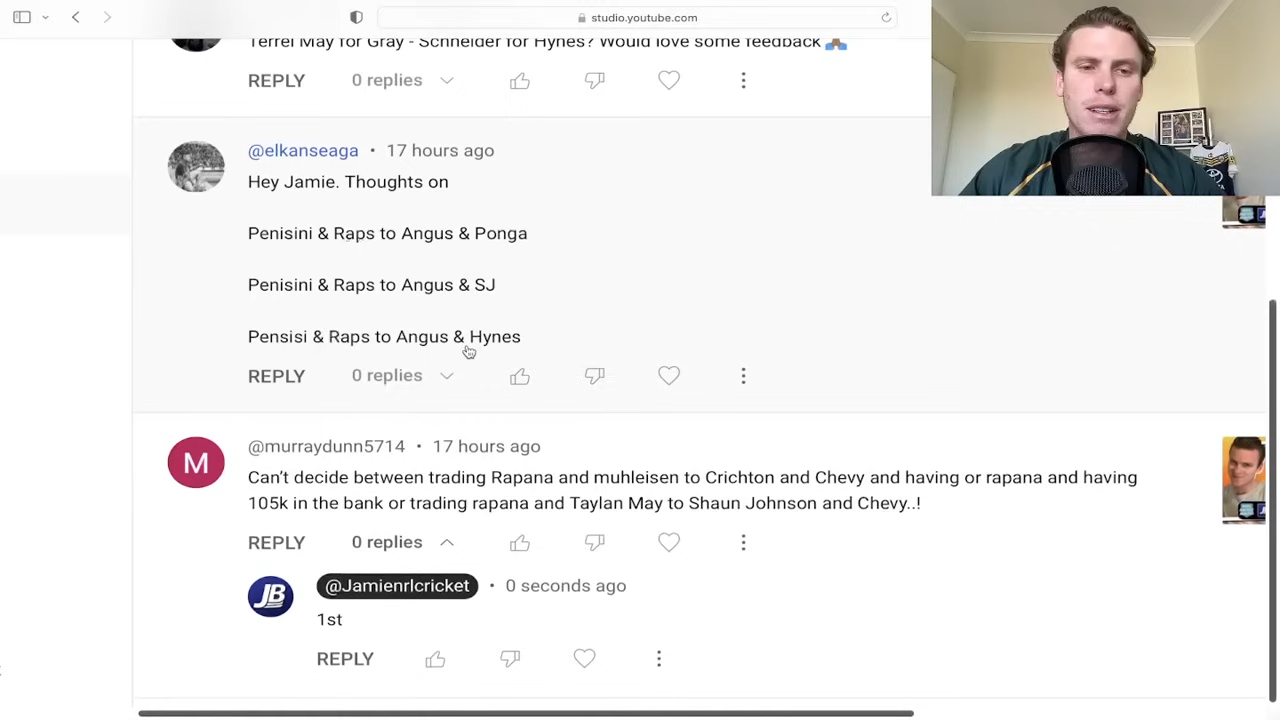 studio.youtube.com
Terrel May for Gray - Schneider for Hynes? Would love some feedback 🙏🏽
REPLY 0 replies
@elkanseaga • 17 hours ago
Hey Jamie. Thoughts on
Penisini & Raps to Angus & Ponga
Penisini & Raps to Angus & SJ
Pensisi & Raps to Angus & Hynes
REPLY 0 replies
M
@murraydunn5714 • 17 hours ago
Can't decide between trading Rapana and muhleisen to Crichton and Chevy and having or rapana and having
105k in the bank or trading rapana and Taylan May to Shaun Johnson and Chevy..!
REPLY 0 replies
JB
@Jamienrlcricket • 0 seconds ago
1st
REPLY